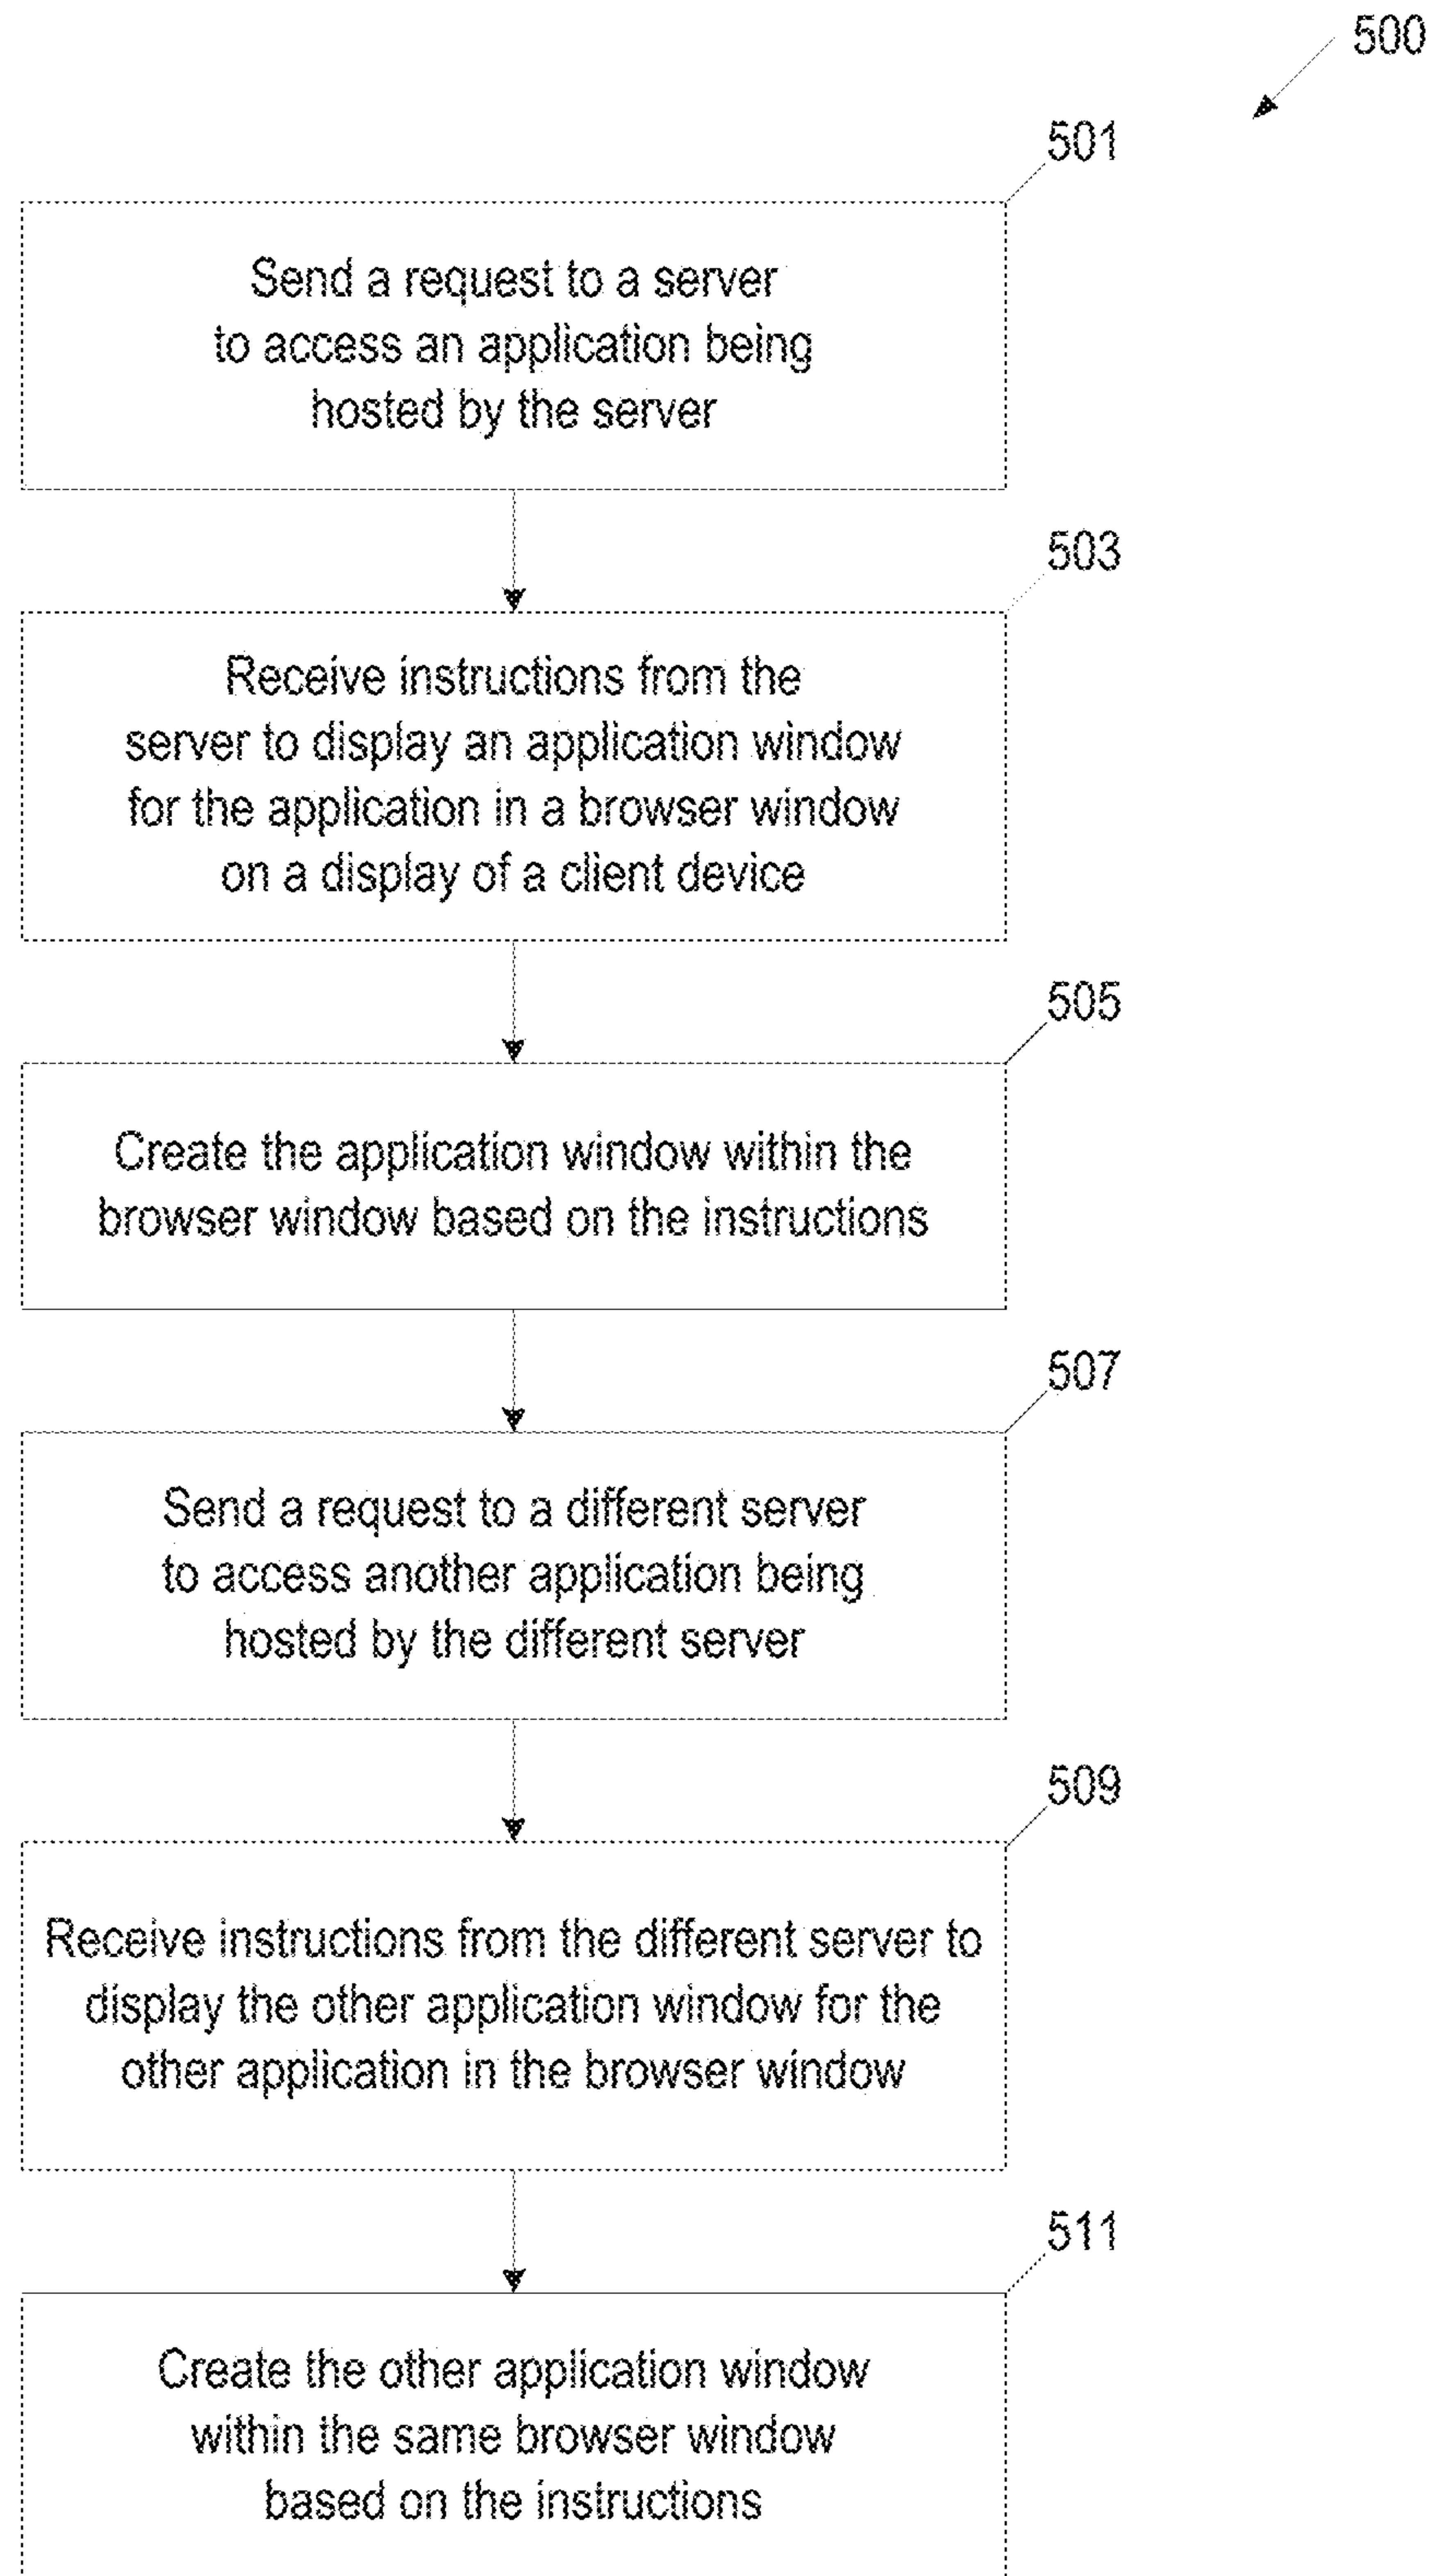 500
501
Send a request to a server
to access an application being
hosted by the server
503
Receive instructions from the
server to display an application window
for the application in a browser window
on a display of a client device
505
Create the application window within the
browser window based on the instructions
507
Send a request to a different server
to access another application being
hosted by the different server
509
Receive instructions from the different server to
display the other application window for the
other application in the browser window
511
Create the other application window
within the same browser window
based on the instructions